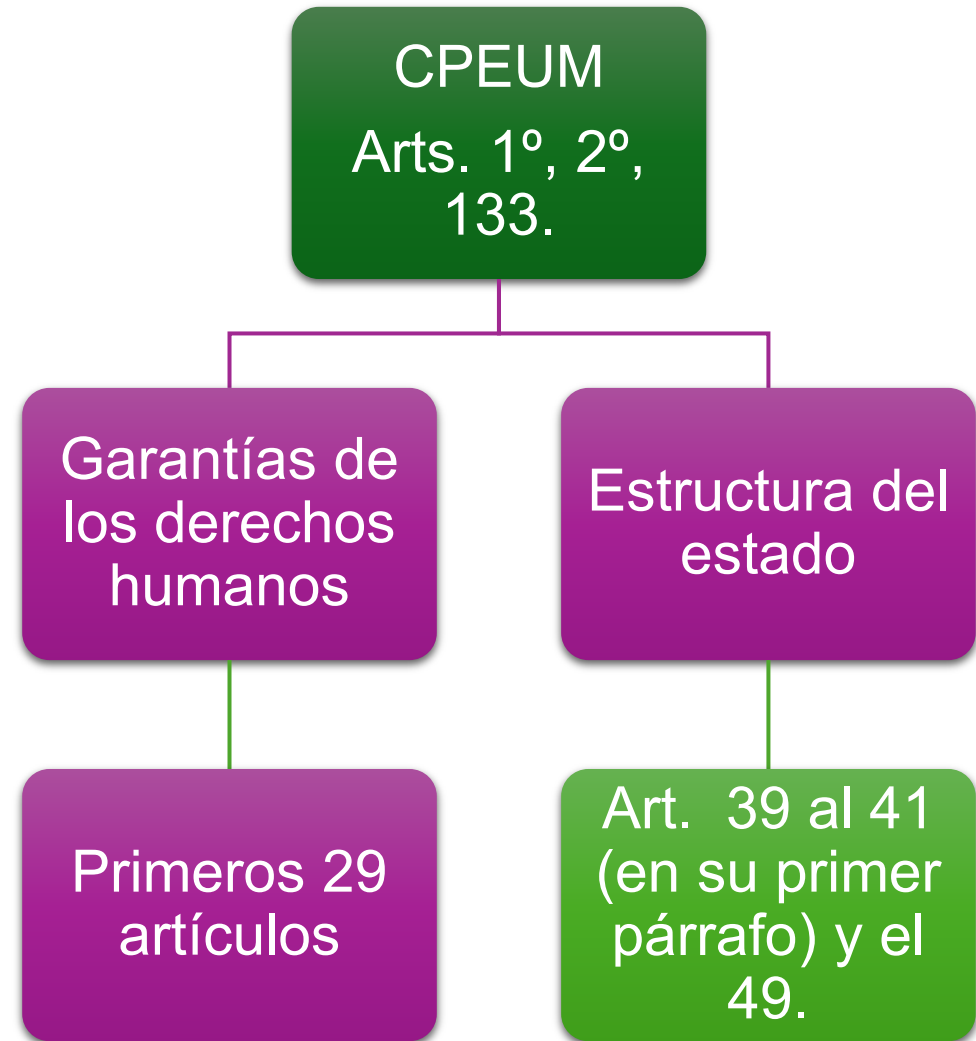 CPEUM
Arts. 1º, 2º,
133.
Garantías de
los derechos
humanos
Estructura del
estado
Primeros 29
artículos
Art.  39 al 41
(en su primer
párrafo) y el
49.